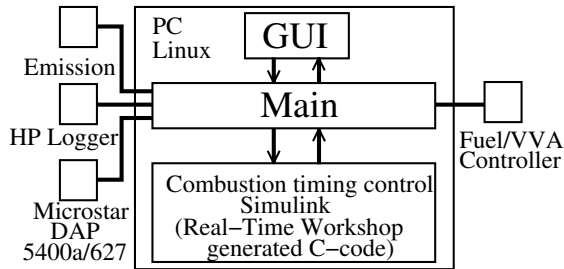 PC
Linux
GUI
Emission
Main
HP Logger
Fuel/VVA
Controller
Microstar
DAP
5400a/627
Combustion timing control
Simulink
(Real-Time Workshop
generated C-code)